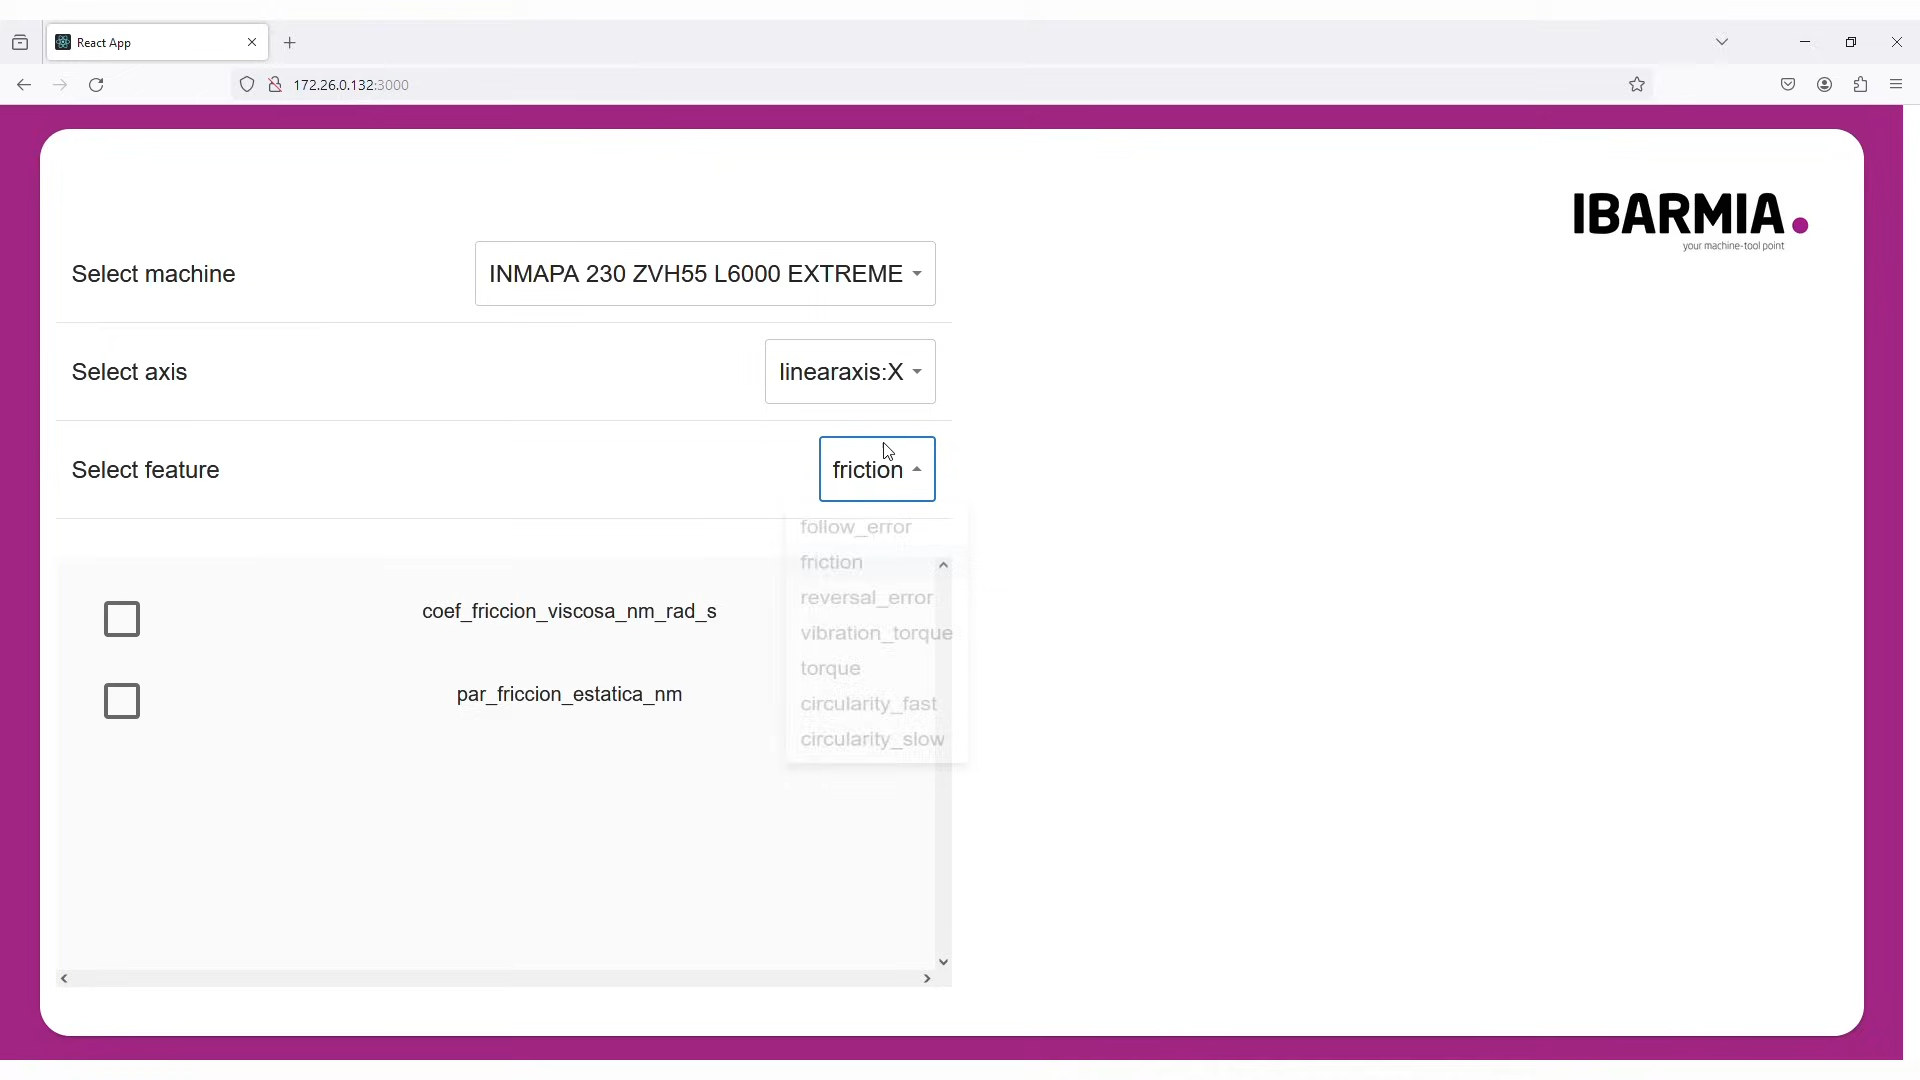 React App
172.26.0.132:3000
IBARMIA
your machine-tool point
Select machine
INMAPA 230 ZVH55 L6000 EXTREME
Select axis
linearaxis:X
Select feature
friction
follow_error
friction
reversal_error
vibration_torque
torque
circularity_fast
circularity_slow
coef_friccion_viscosa_nm_rad_s
par_friccion_estatica_nm